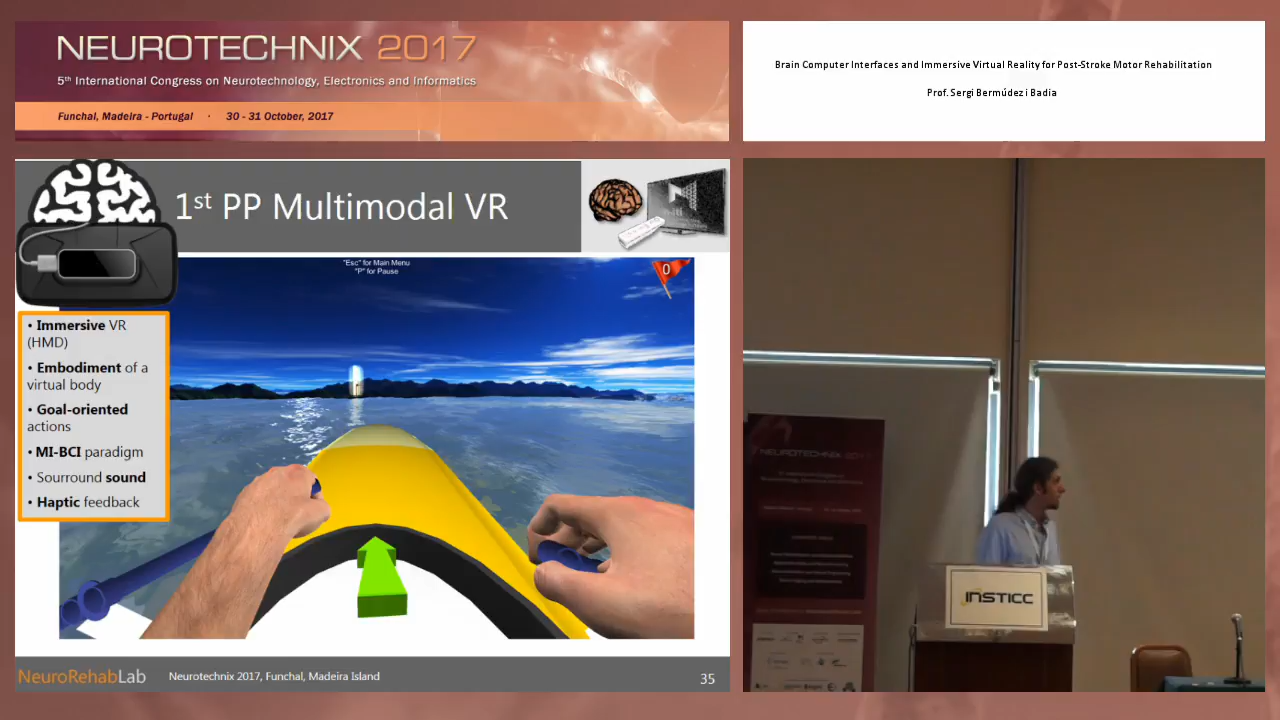 NEUROTECHNIX 2017
5th International Congress on Neurotechnology, Electronics and Informatics
Funchal, Madeira - Portugal · 30 - 31 October, 2017
Brain Computer Interfaces and Immersive Virtual Reality for Post-Stroke Motor Rehabilitation
Prof. Sergi Bermúdez i Badia
1st PP Multimodal VR
"Esc" for Main Menu
"P" for Pause
0
• Immersive VR
(HMD)
• Embodiment of a
virtual body
• Goal-oriented
actions
• MI-BCI paradigm
• Sourround sound
• Haptic feedback
NEUROTECHNIX 2017
INSTICC
NeuroRehabLab
Neurotechnix 2017, Funchal, Madeira Island
35